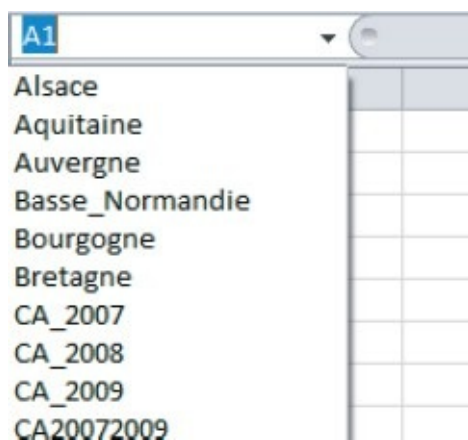 A1
Alsace
Aquitaine
Auvergne
Basse_Normandie
Bourgogne
Bretagne
CA_2007
CA_2008
CA_2009
CA20072009